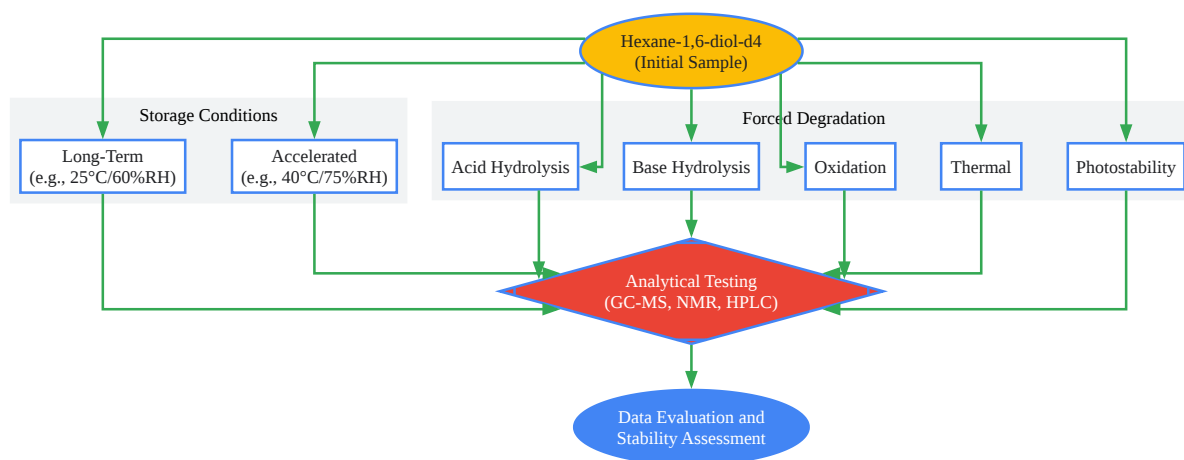 Hexane-1,6-diol-d4
(Initial Sample)
Storage Conditions
Forced Degradation
Long-Term
(e.g., 25°C/60%RH)
Accelerated
(e.g., 40°C/75%RH)
Acid Hydrolysis
Base Hydrolysis
Oxidation
Thermal
Photostability
Analytical Testing
(GC-MS, NMR, HPLC)
Data Evaluation and
Stability Assessment